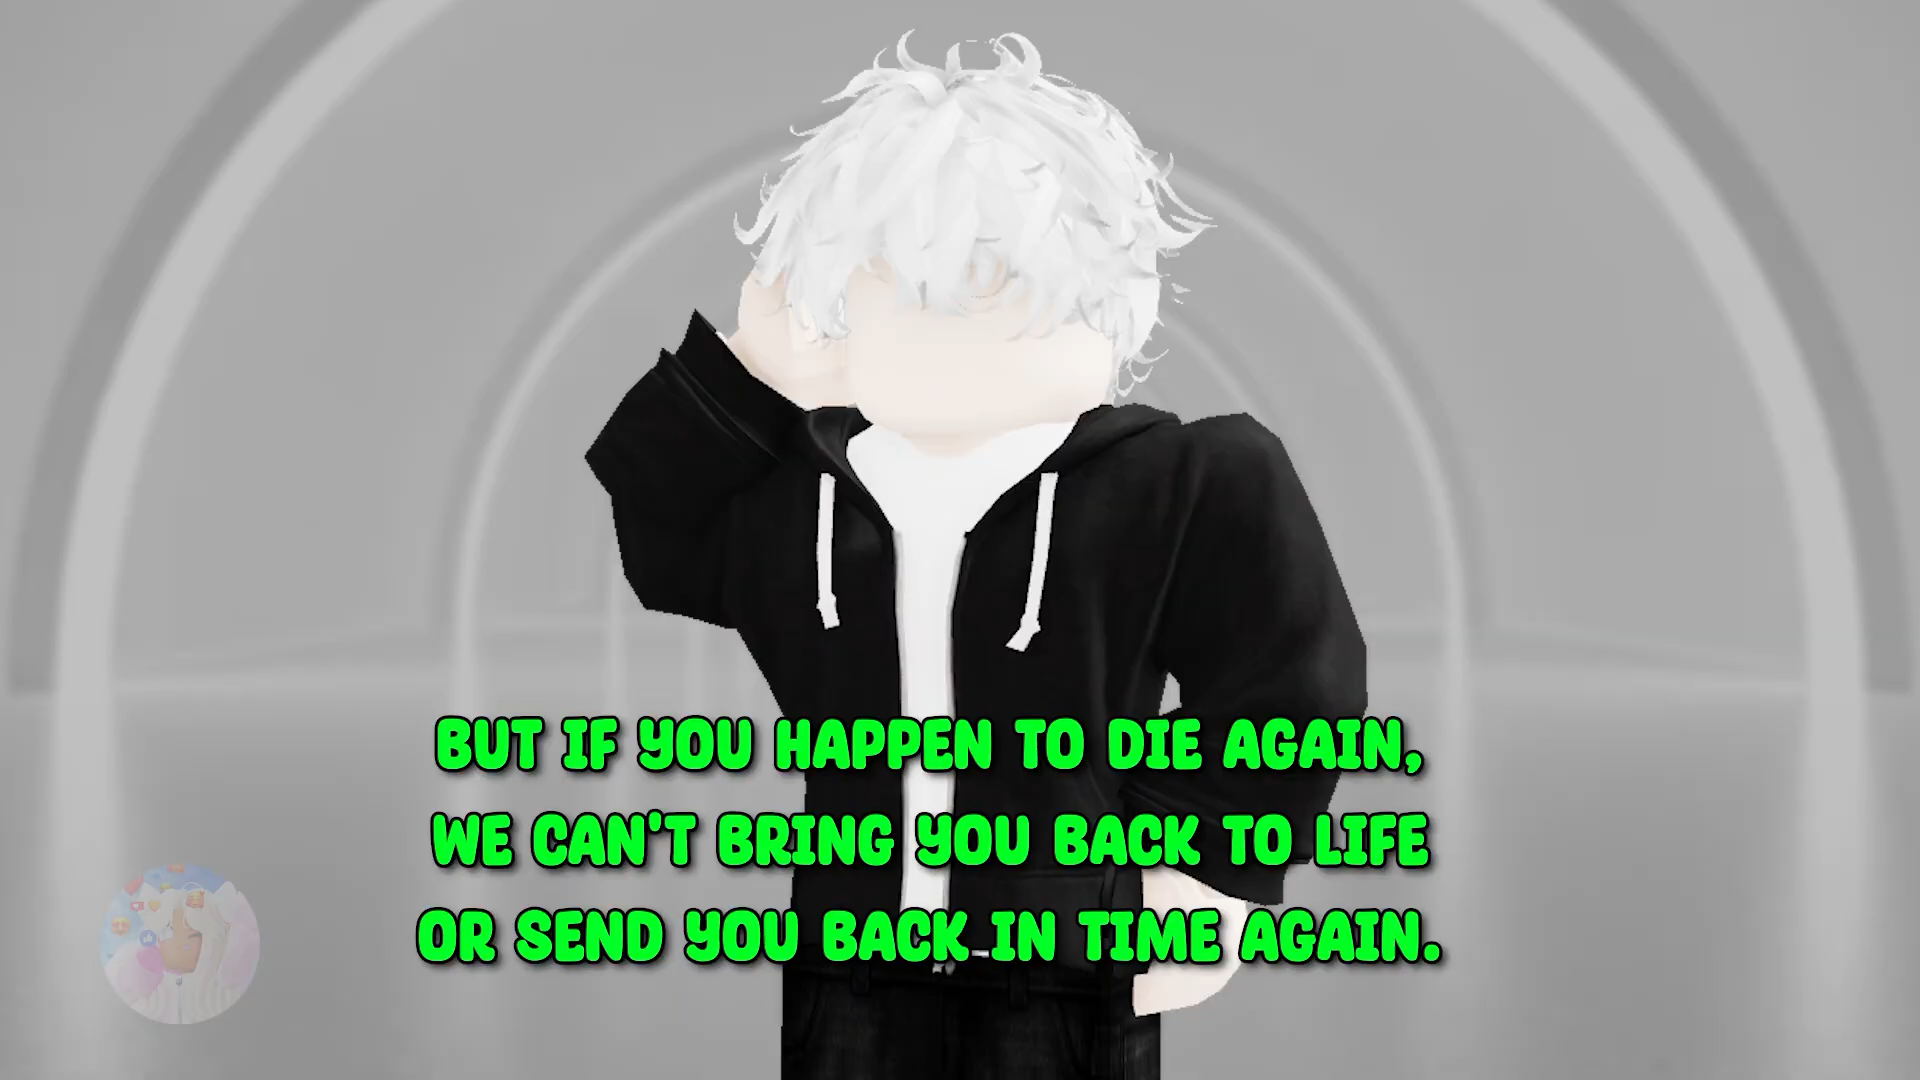 BUT IF YOU HAPPEN TO DIE AGAIN,
WE CAN'T BRING YOU BACK TO LIFE
OR SEND YOU BACK IN TIME AGAIN.